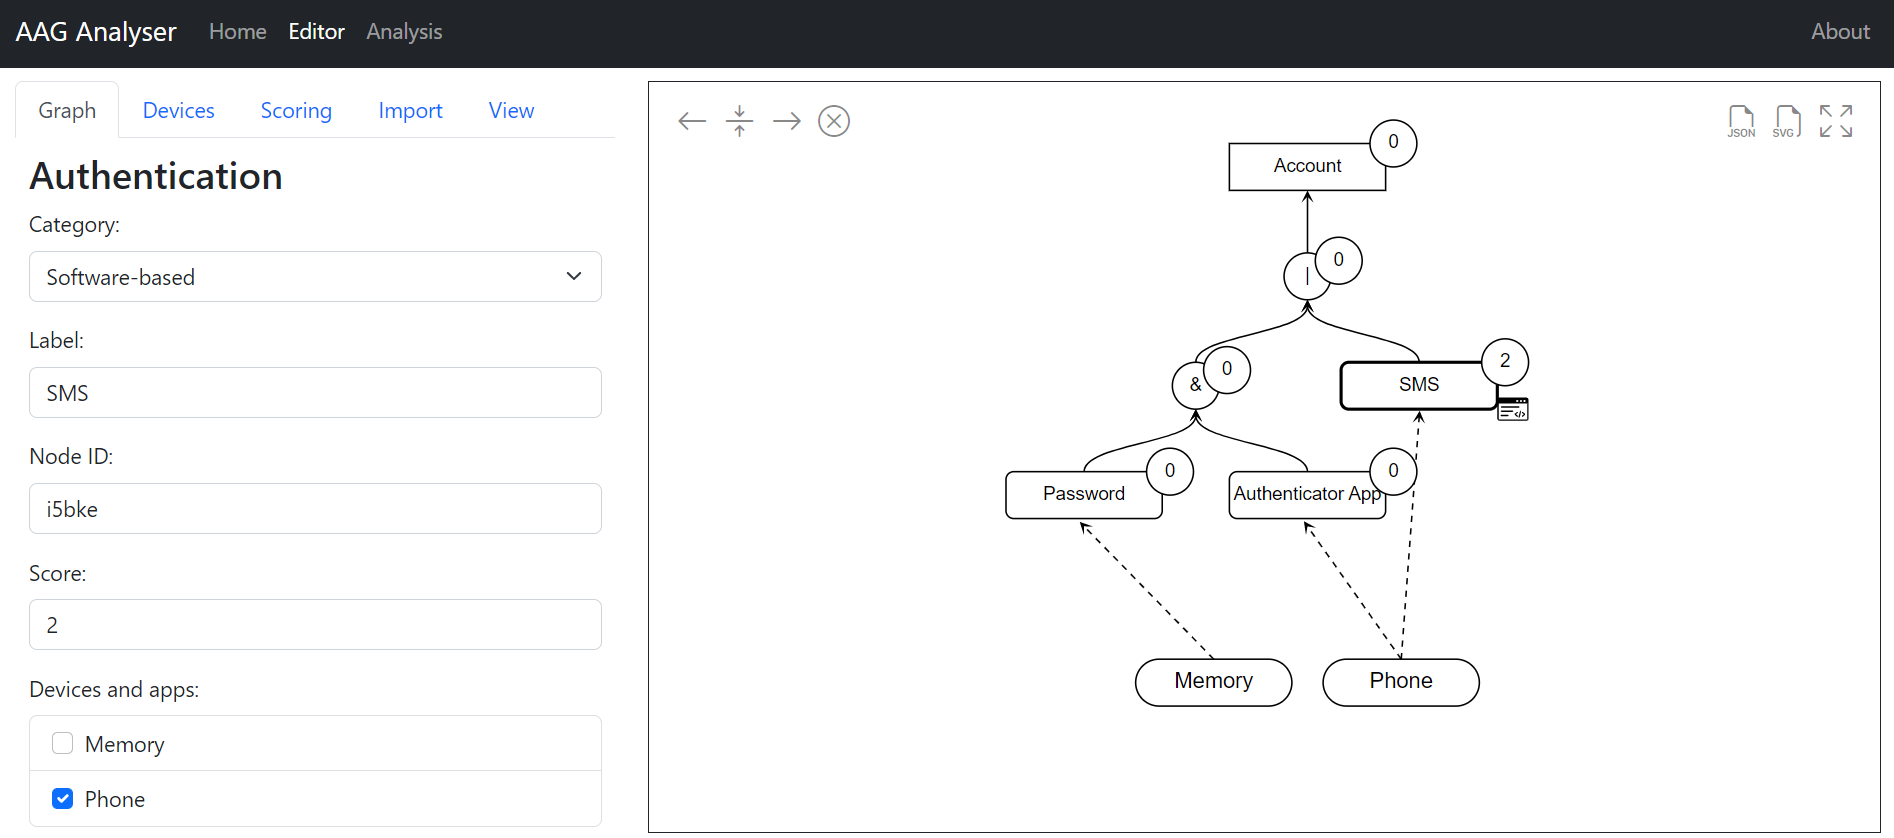 AAG Analyser Home Editor Analysis About
Graph Devices Scoring Import View
Authentication
Category:
Software-based
Label:
SMS
Node ID:
i5bke
Score:
2
Devices and apps:
Memory
Phone
JSON SVG
Account 0
| 0
& 0
SMS 2
Password 0
Authenticator App 0
Memory
Phone